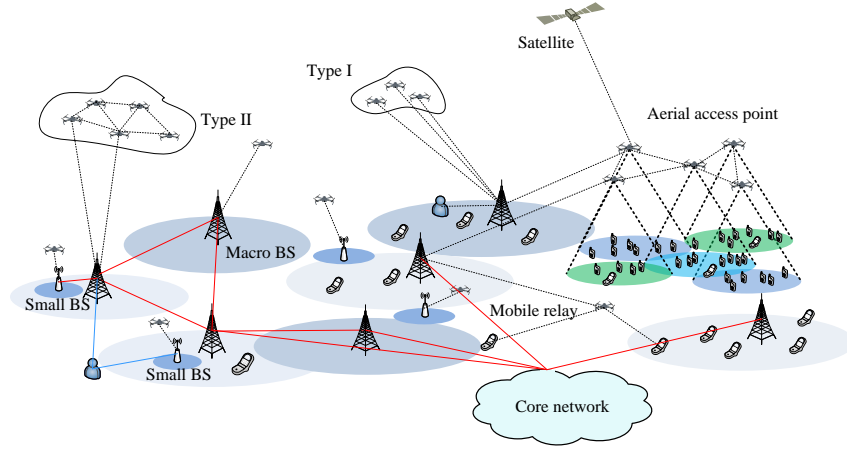 Satellite
Type I
Type II
Aerial access point
Macro BS
Small BS
Mobile relay
Small BS
Core network